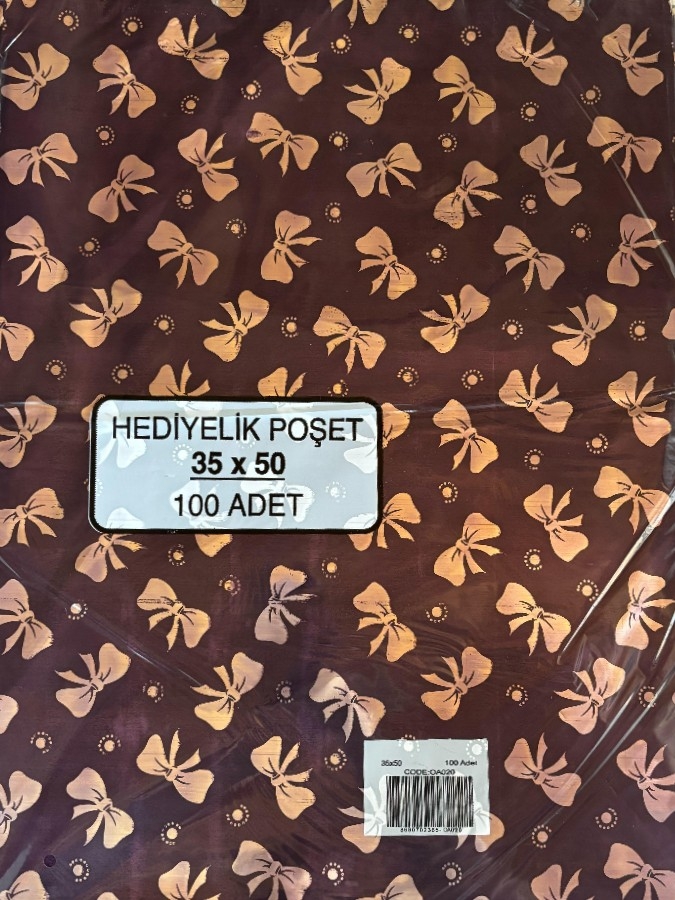 HEDİYELİK POŞET
35 x 50
100 ADET
35x50 100 Adet
CODE:OA020